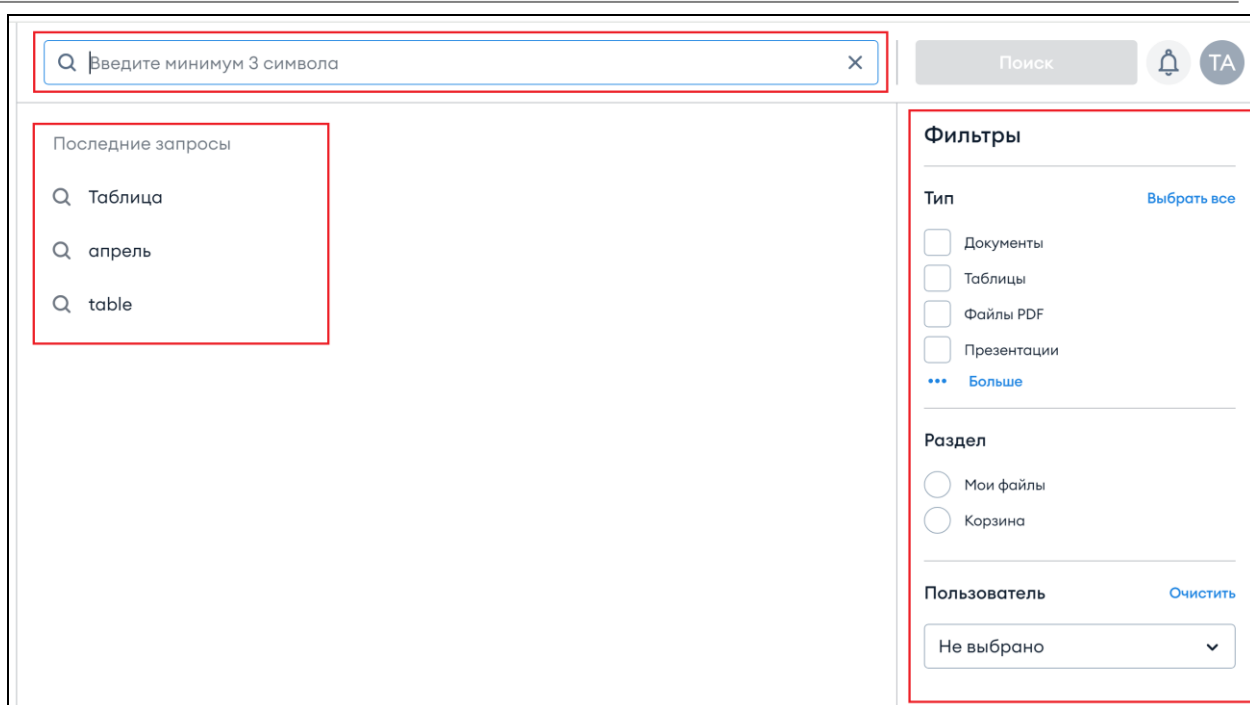 Введите минимум 3 символа
Поиск
TA
Последние запросы
Таблица
апрель
table
Фильтры
Тип
Выбрать все
Документы
Таблицы
Файлы PDF
Презентации
••• Больше
Раздел
Мои файлы
Корзина
Пользователь
Очистить
Не выбрано